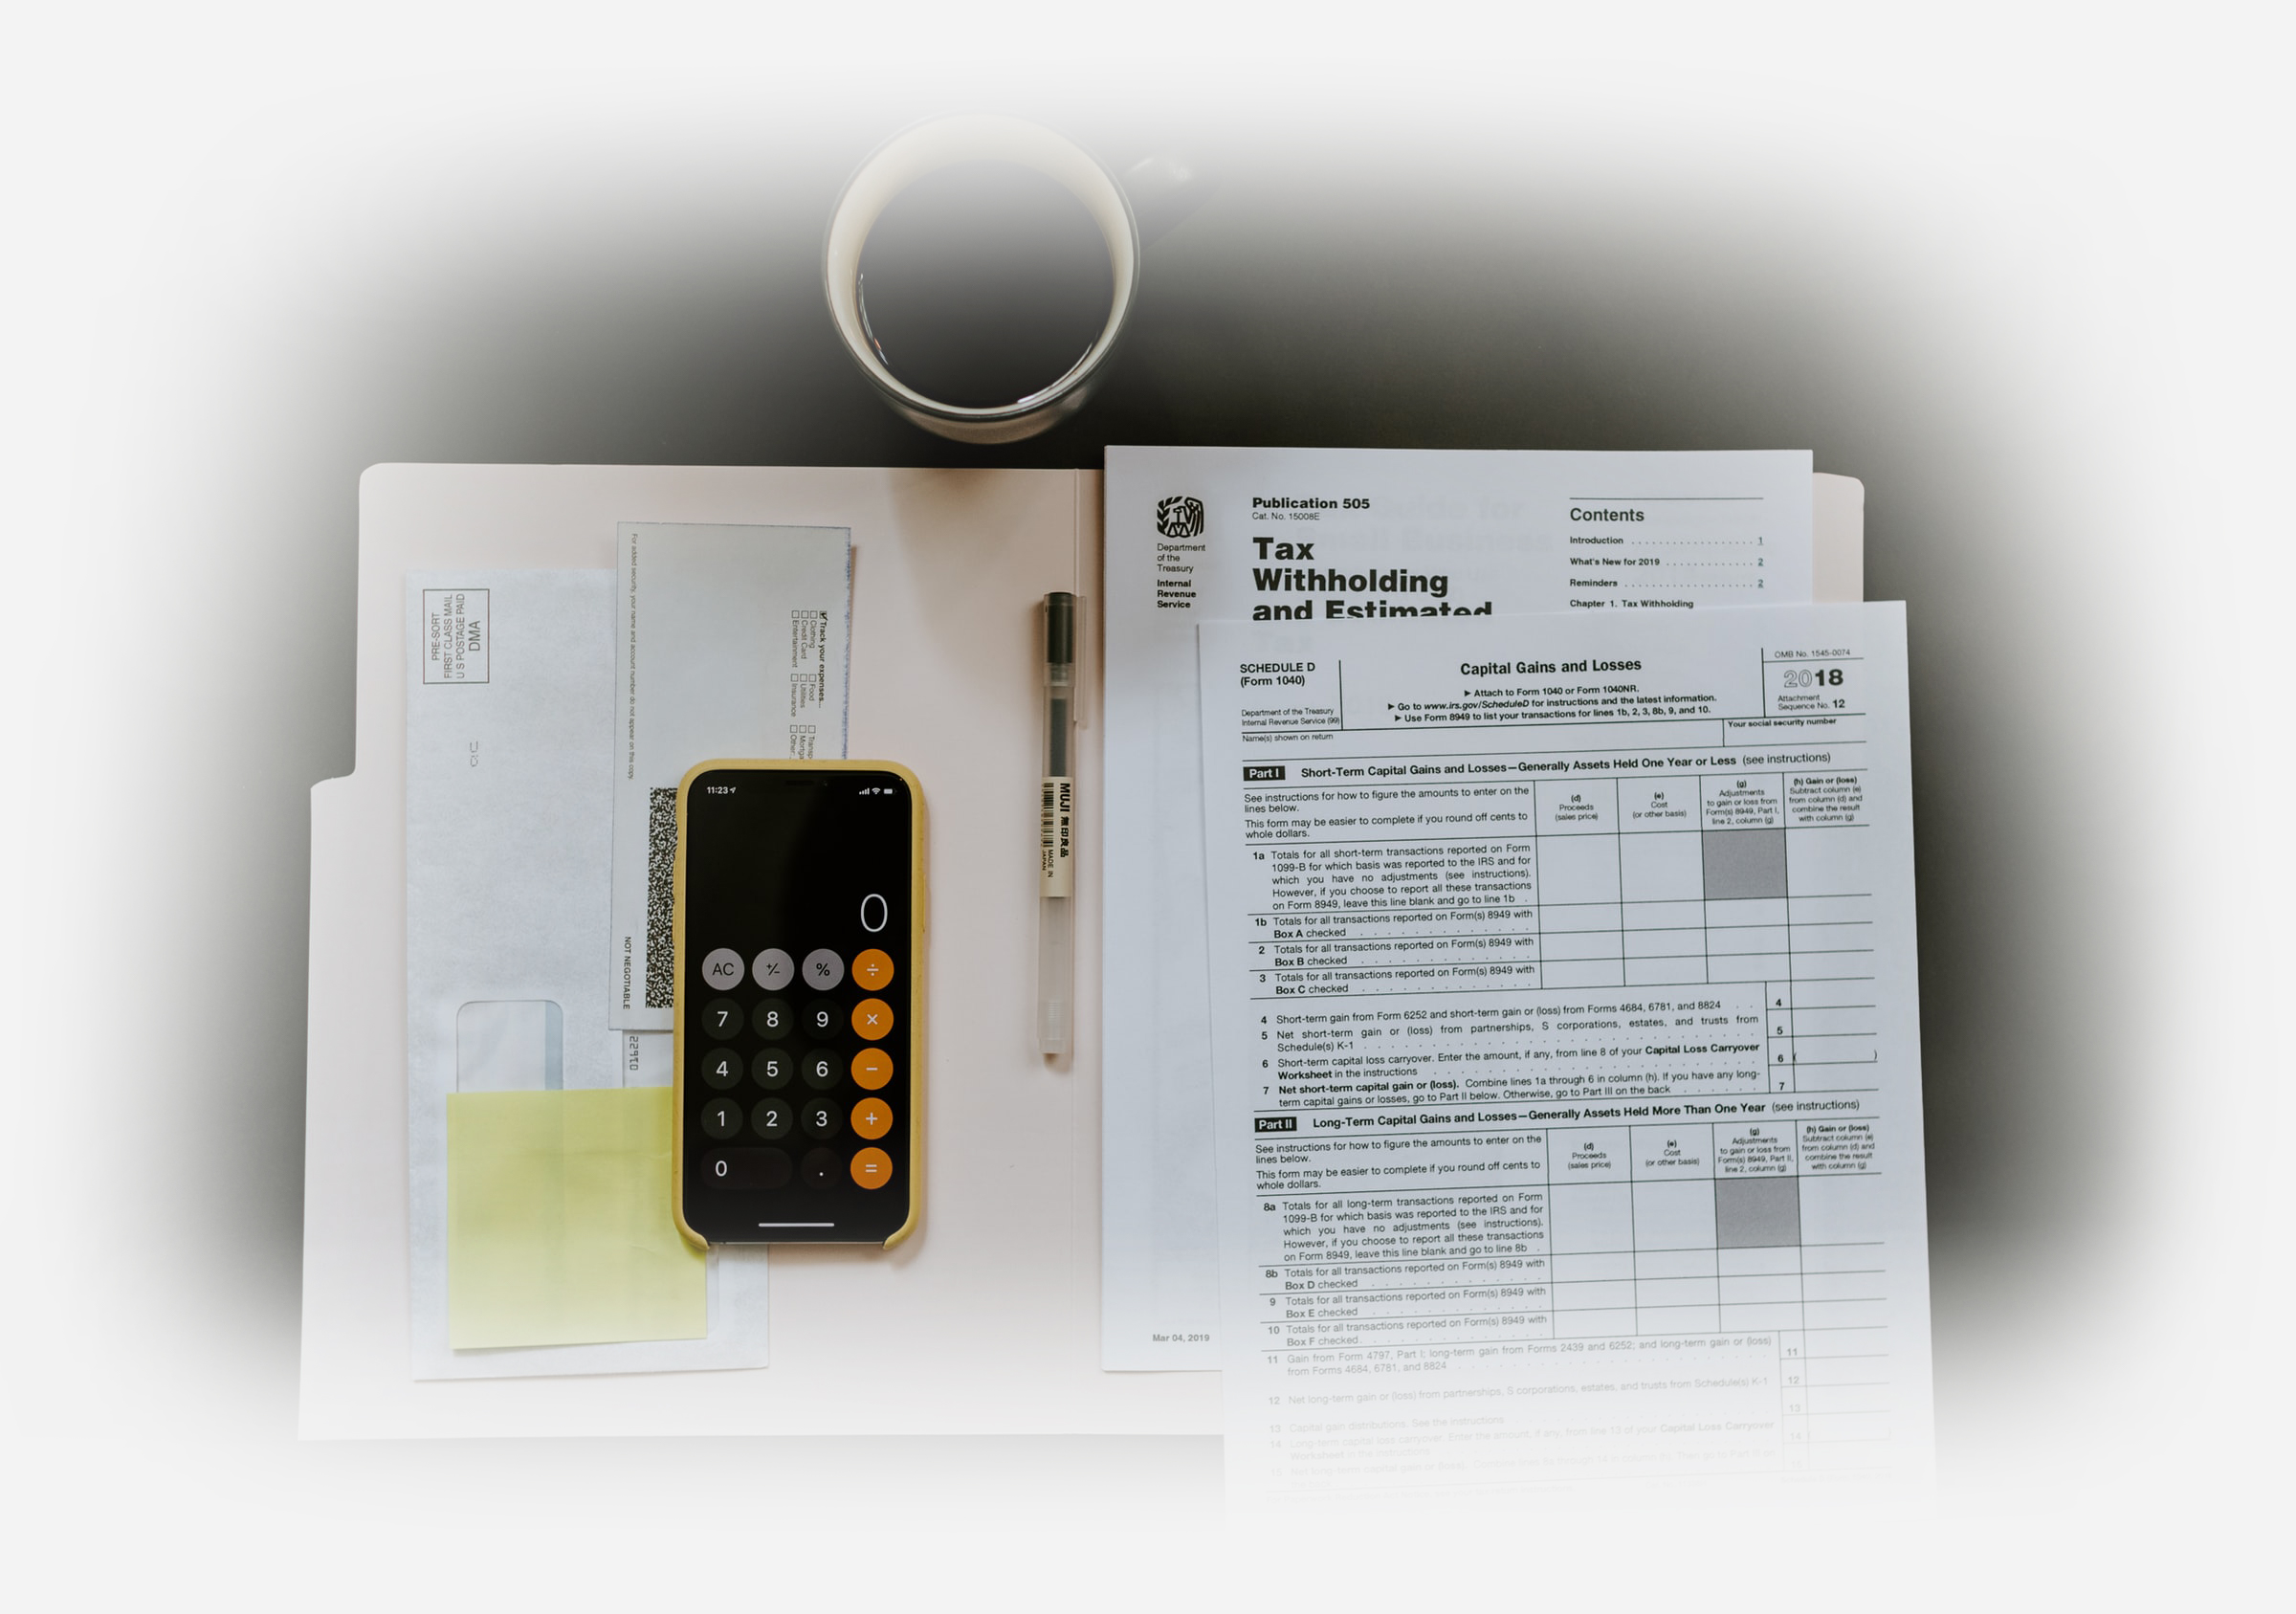 PRE-SORT
FIRST CLASS MAIL
U S POSTAGE PAID
DMA
For added security, your name and account number do not appear on this copy.
Track your expenses...
Clothing
Food
Credit Card
Utilities
Entertainment
Insurance
Other:
NOT NEGOTIABLE
11:23
0
AC
+/-
%
÷
7
8
9
×
4
5
6
−
1
2
3
+
0
.
=
MUJI 無印良品
MADE IN
JAPAN
Department
of the
Treasury
Internal
Revenue
Service
Publication 505
Cat. No. 15008E
Tax
Withholding
and Estimated
Contents
Introduction . . . . . . . . . . . . . . . . . 1
What's New for 2019 . . . . . . . . . . . . 2
Reminders . . . . . . . . . . . . . . . . . 2
Chapter 1. Tax Withholding
Mar 04, 2019
SCHEDULE D
(Form 1040)
Department of the Treasury
Internal Revenue Service (99)
Capital Gains and Losses
▶ Attach to Form 1040 or Form 1040NR.
▶ Go to www.irs.gov/ScheduleD for instructions and the latest information.
▶ Use Form 8949 to list your transactions for lines 1b, 2, 3, 8b, 9, and 10.
OMB No. 1545-0074
2018
Attachment
Sequence No. 12
Name(s) shown on return
Your social security number
Part I Short-Term Capital Gains and Losses—Generally Assets Held One Year or Less (see instructions)
See instructions for how to figure the amounts to enter on the
lines below.
This form may be easier to complete if you round off cents to
whole dollars.
(d)
Proceeds
(sales price)
(e)
Cost
(or other basis)
(g)
Adjustments
to gain or loss from
Form(s) 8949, Part I,
line 2, column (g)
(h) Gain or (loss)
Subtract column (e)
from column (d) and
combine the result
with column (g)
1a Totals for all short-term transactions reported on Form
1099-B for which basis was reported to the IRS and for
which you have no adjustments (see instructions).
However, if you choose to report all these transactions
on Form 8949, leave this line blank and go to line 1b .
1b Totals for all transactions reported on Form(s) 8949 with
Box A checked
2 Totals for all transactions reported on Form(s) 8949 with
Box B checked
3 Totals for all transactions reported on Form(s) 8949 with
Box C checked
4 Short-term gain from Form 6252 and short-term gain or (loss) from Forms 4684, 6781, and 8824 . . 4
5 Net short-term gain or (loss) from partnerships, S corporations, estates, and trusts from
Schedule(s) K-1 5
6 Short-term capital loss carryover. Enter the amount, if any, from line 8 of your Capital Loss Carryover
Worksheet in the instructions 6 ( )
7 Net short-term capital gain or (loss). Combine lines 1a through 6 in column (h). If you have any long-
term capital gains or losses, go to Part II below. Otherwise, go to Part III on the back 7
Part II Long-Term Capital Gains and Losses—Generally Assets Held More Than One Year (see instructions)
See instructions for how to figure the amounts to enter on the
lines below.
This form may be easier to complete if you round off cents to
whole dollars.
(d)
Proceeds
(sales price)
(e)
Cost
(or other basis)
(g)
Adjustments
to gain or loss from
Form(s) 8949, Part II,
line 2, column (g)
(h) Gain or (loss)
Subtract column (e)
from column (d) and
combine the result
with column (g)
8a Totals for all long-term transactions reported on Form
1099-B for which basis was reported to the IRS and for
which you have no adjustments (see instructions).
However, if you choose to report all these transactions
on Form 8949, leave this line blank and go to line 8b .
8b Totals for all transactions reported on Form(s) 8949 with
Box D checked
9 Totals for all transactions reported on Form(s) 8949 with
Box E checked
10 Totals for all transactions reported on Form(s) 8949 with
Box F checked
11 Gain from Form 4797, Part I; long-term gain from Forms 2439 and 6252; and long-term gain or (loss)
from Forms 4684, 6781, and 8824 11
12 Net long-term gain or (loss) from partnerships, S corporations, estates, and trusts from Schedule(s) K-1 12
13 Capital gain distributions. See the instructions 13
14 Long-term capital loss carryover. Enter the amount, if any, from line 13 of your Capital Loss Carryover
Worksheet in the instructions 14